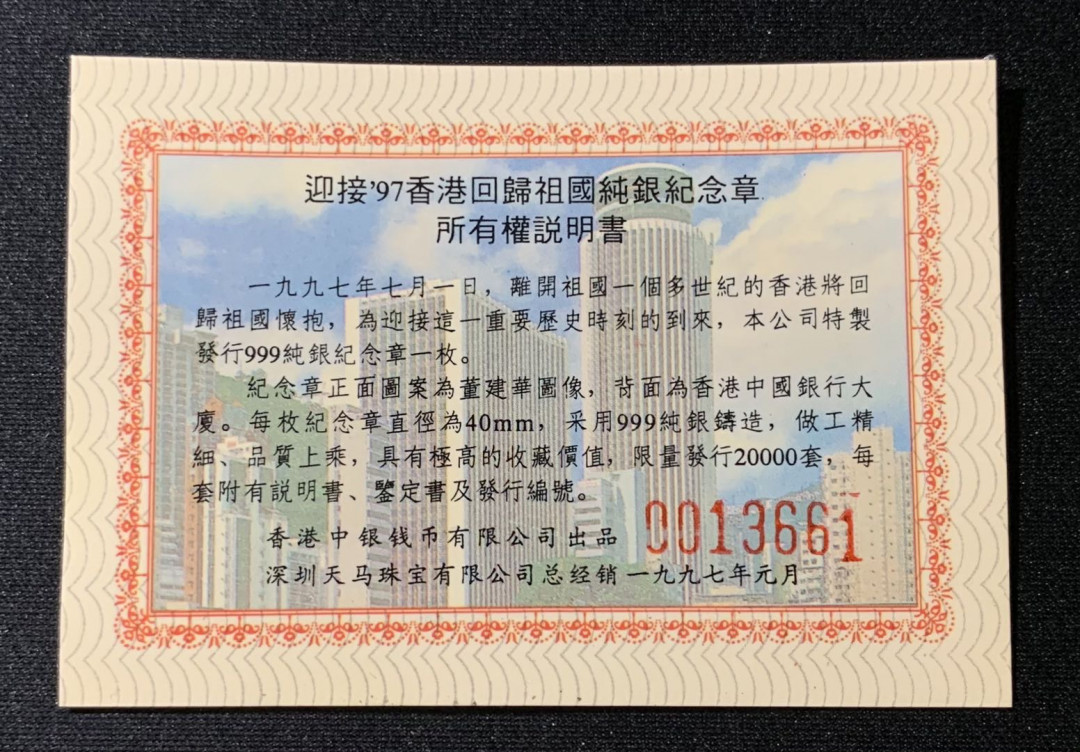 迎接'97香港回歸祖國純銀紀念章
所有權説明書
一九九七年七月一日，離開祖國一個多世紀的香港將回
歸祖國懷抱，為迎接這一重要歷史時刻的到來，本公司特製
發行999純銀紀念章一枚。
紀念章正面圖案為董建華圖像，背面為香港中國銀行大
廈。每枚紀念章直徑為40mm，采用999純銀鑄造，做工精
細、品質上乘，具有極高的收藏價值，限量發行20000套，每
套附有説明書、鑒定書及發行編號。
香港中银钱币有限公司出品
0013661
深圳天马珠宝有限公司总经销 一九九七年元月